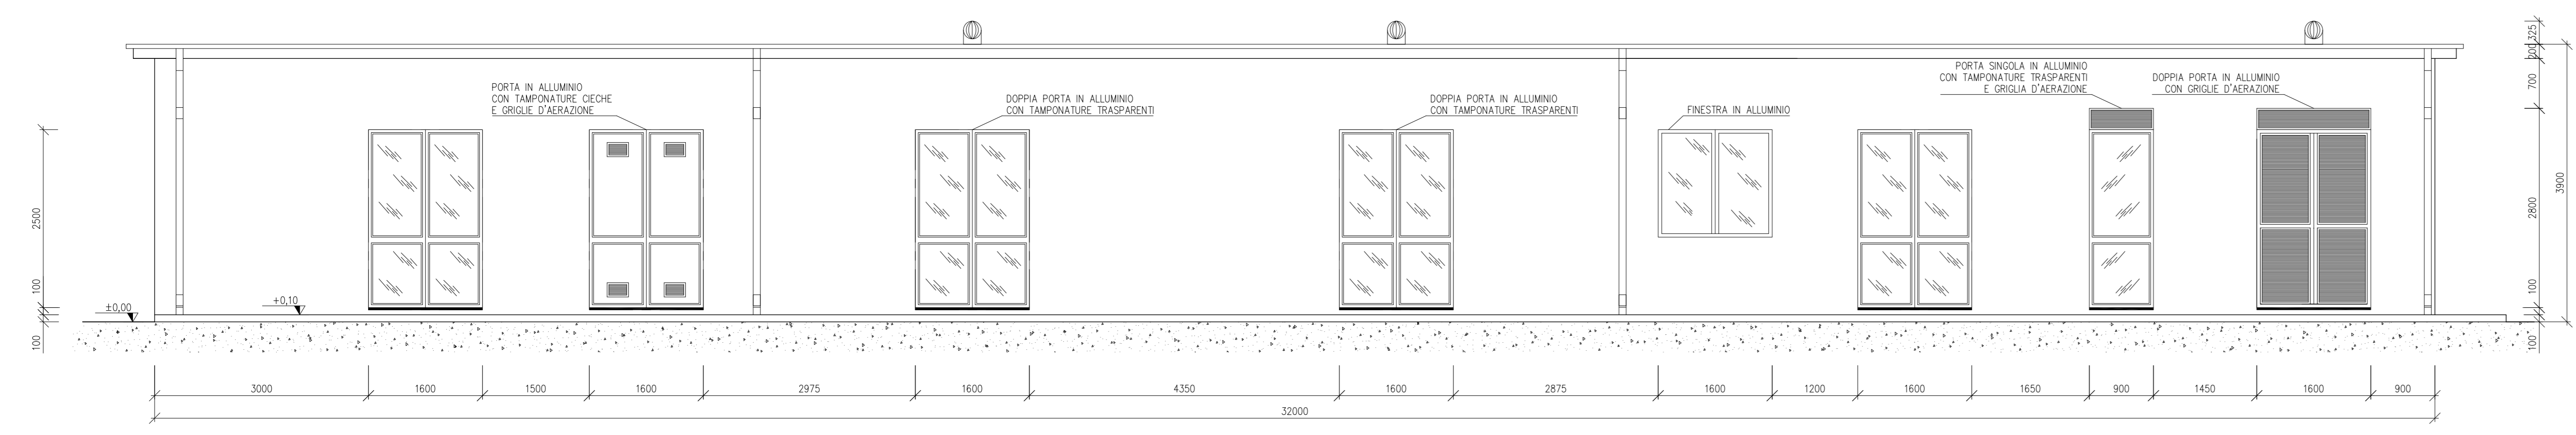 325
200
700
2800
100
100
3900
PORTA IN ALLUMINIO
CON TAMPONATURE CIECHE
E GRIGLIE D'AERAZIONE
DOPPIA PORTA IN ALLUMINIO
CON TAMPONATURE TRASPARENTI
DOPPIA PORTA IN ALLUMINIO
CON TAMPONATURE TRASPARENTI
FINESTRA IN ALLUMINIO
PORTA SINGOLA IN ALLUMINIO
CON TAMPONATURE TRASPARENTI
E GRIGLIA D'AERAZIONE
DOPPIA PORTA IN ALLUMINIO
CON GRIGLIE D'AERAZIONE
2500
100
100
±0,00
+0,10
3000
1600
1500
1600
2975
1600
4350
1600
2875
1600
1200
1600
1650
900
1450
1600
900
32000